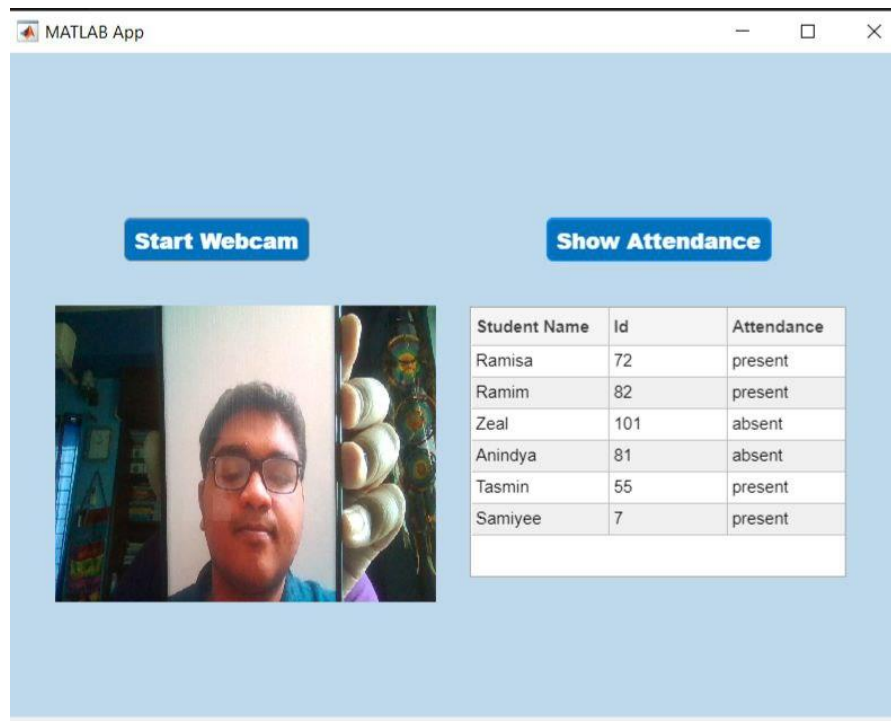 MATLAB App
Start Webcam
Show Attendance
Student Name Id Attendance
Ramisa 72 present
Ramim 82 present
Zeal 101 absent
Anindya 81 absent
Tasmin 55 present
Samiyee 7 present